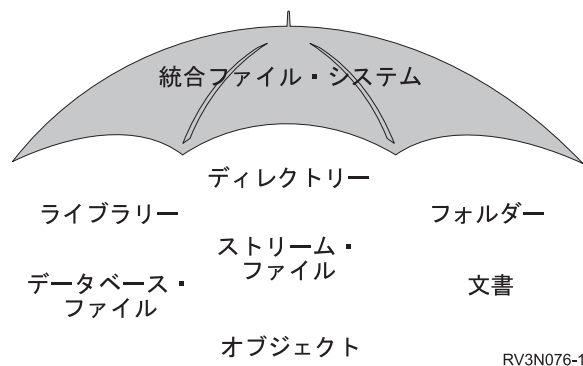 統合ファイル・システム
ディレクトリー
ライブラリー
フォルダー
ストリーム・
ファイル
データベース・
ファイル
文書
オブジェクト
RV3N076-1